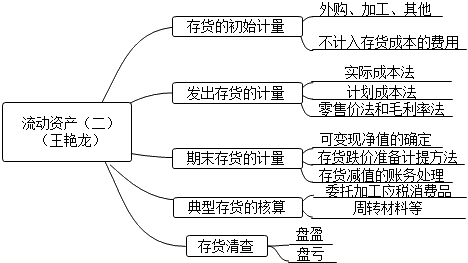 流动资产（二）
（王艳龙）
存货的初始计量
外购、加工、其他
不计入存货成本的费用
发出存货的计量
实际成本法
计划成本法
零售价法和毛利率法
期末存货的计量
可变现净值的确定
存货跌价准备计提方法
存货减值的账务处理
典型存货的核算
委托加工应税消费品
周转材料等
存货清查
盘盈
盘亏